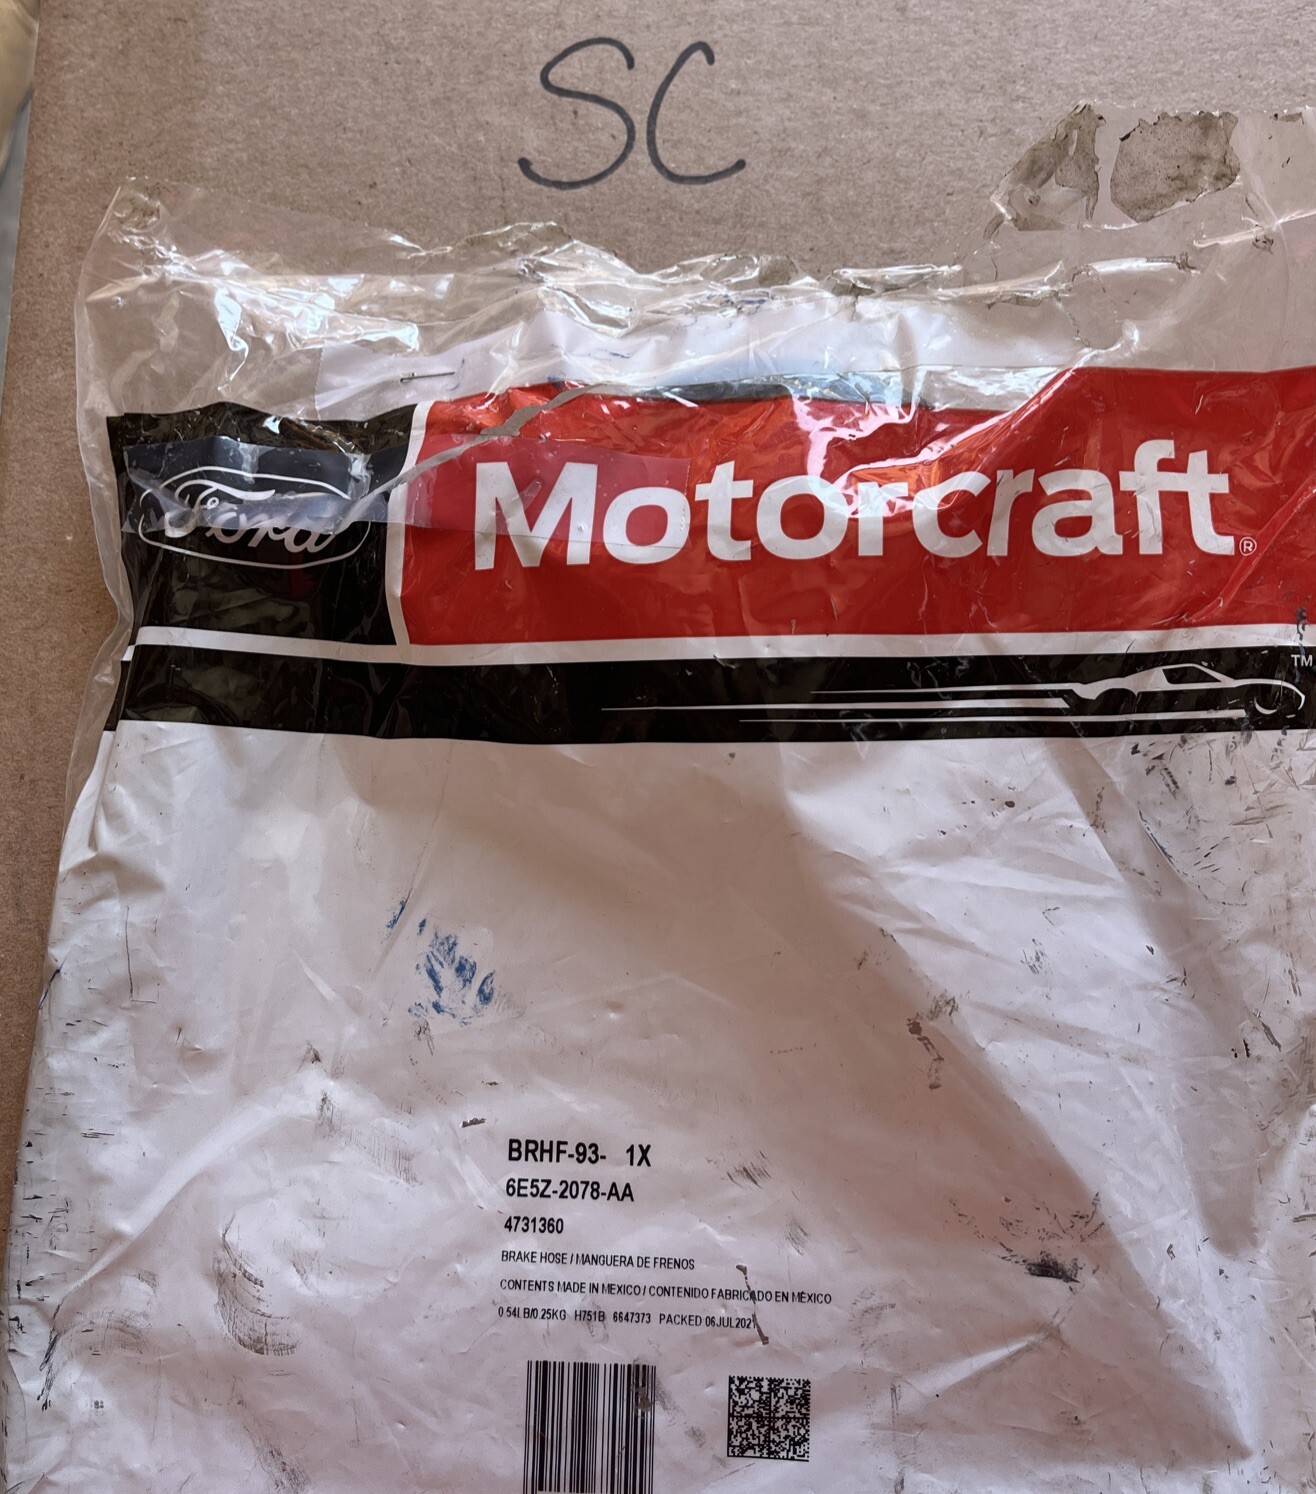 SC
Ford
Motorcraft®
TM
BRHF-93- 1X
6E5Z-2078-AA
4731360
BRAKE HOSE / MANGUERA DE FRENOS
CONTENTS MADE IN MEXICO / CONTENIDO FABRICADO EN MÉXICO
0.54LB/0.25KG H751B 6647373 PACKED 06JUL2021